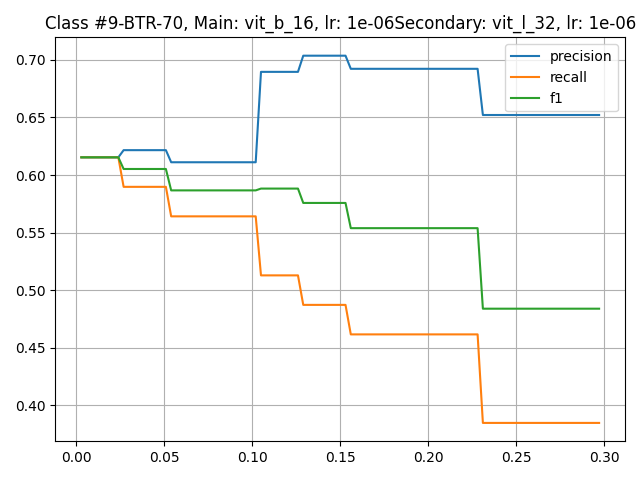 Class #9-BTR-70, Main: vit_b_16, lr: 1e-06Secondary: vit_l_32, lr: 1e-06
precision
recall
f1
0.70
0.65
0.60
0.55
0.50
0.45
0.40
0.00 0.05 0.10 0.15 0.20 0.25 0.30